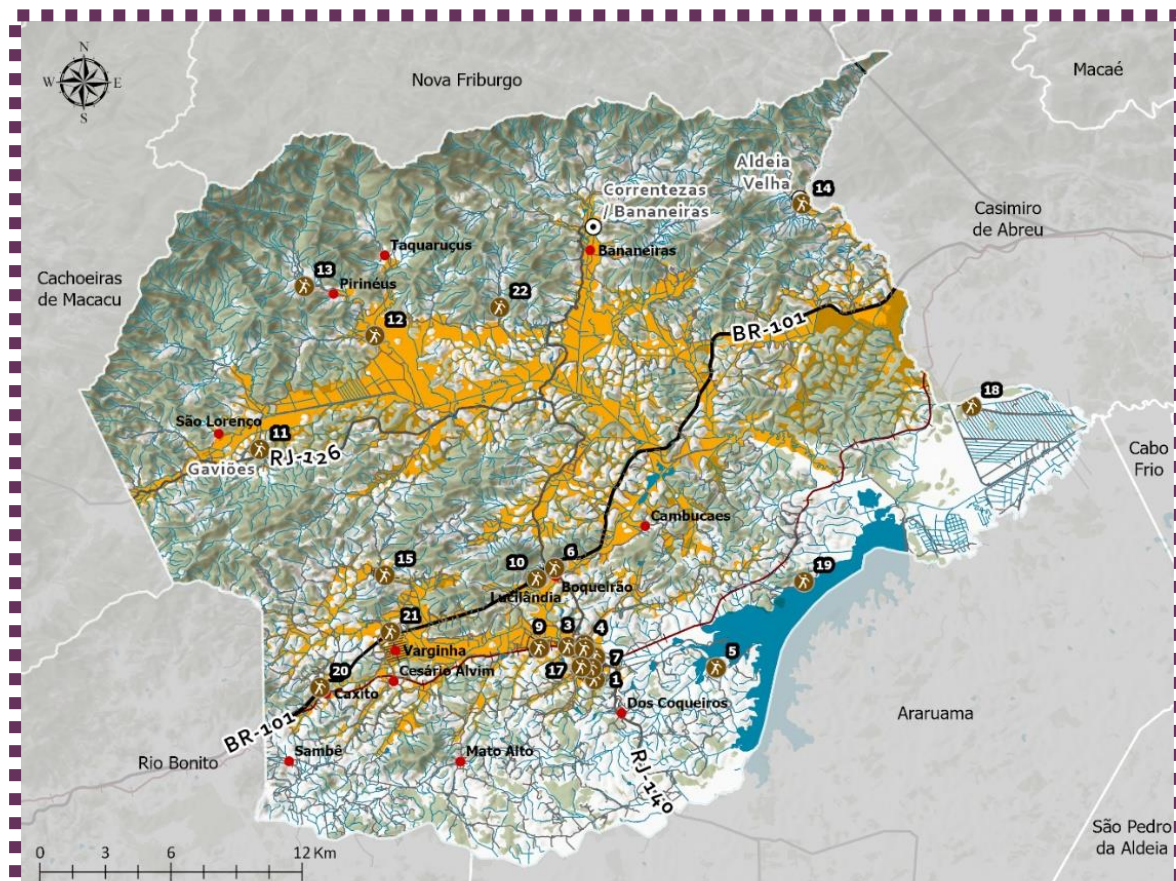 N
W E
S
Nova Friburgo
Macaé
Aldeia
Velha
14
Correntezas
/ Bananeiras
Casimiro
de Abreu
Taquaruçus
Bananeiras
Cachoeiras
de Macacu
13
Pirineus
22
12
BR-101
18
São Lorenço
11
RJ-126
Gaviões
Cabo
Frio
Cambucaes
15
10
6
Boqueirão
Lucilândia
19
21
9
3
4
Varginha
7
5
20
Cesário Alvim
17
1
Caxito
Dos Coqueiros
BR-101
Araruama
Rio Bonito
Sambê
Mato Alto
RJ-140
São Pedro
da Aldeia
0 3 6 12 Km